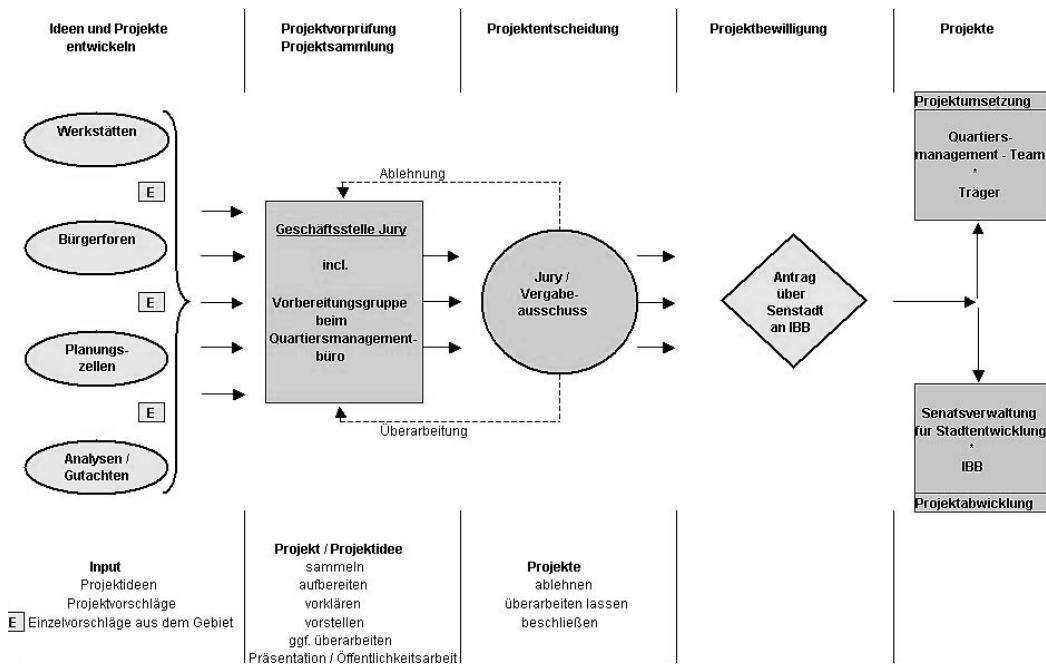 Ideen und Projekte
entwickeln
Projektvorprüfung
Projektsammlung
Projektentscheidung
Projektbewilligung
Projekte
Werkstätten
E
Bürgerforen
E
Planungs-
zellen
E
Analysen /
Gutachten
Geschäftsstelle Jury
incl.
Vorbereitungsgruppe
beim
Quartiersmanagement-
büro
Ablehnung
Jury /
Vergabe-
ausschuss
Überarbeitung
Antrag
über
Senstadt
an IBB
Projektumsetzung
Quartiers-
management - Team
*
Träger
Senatsverwaltung
für Stadtentwicklung
*
IBB
Projektabwicklung
Input
Projektideen
Projektvorschläge
E Einzelvorschläge aus dem Gebiet
Projekt / Projektidee
sammeln
aufbereiten
vorklären
vorstellen
ggf. überarbeiten
Präsentation / Öffentlichkeitsarbeit
Projekte
ablehnen
überarbeiten lassen
beschließen